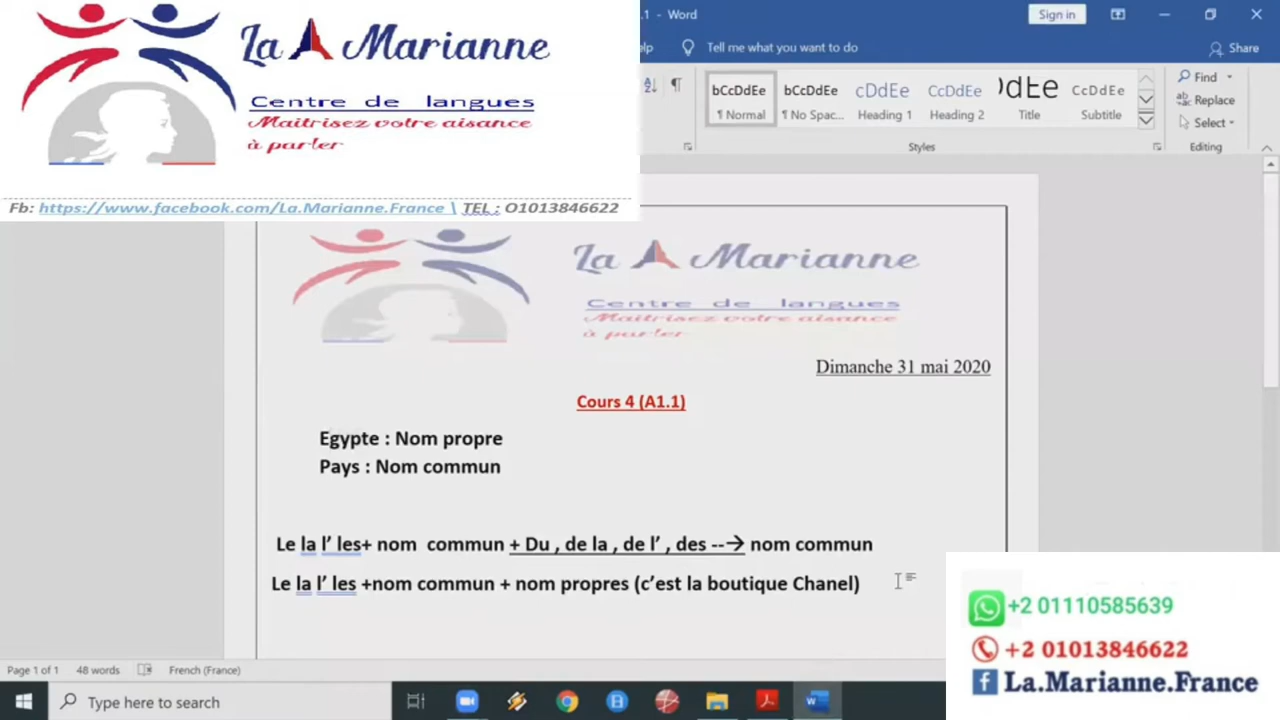 La Marianne
Centre de langues
Maitrisez votre aisance
à parler
Fb: https://www.facebook.com/La.Marianne.France \ TEL : O1013846622
.1 - Word
Sign in
lp
Tell me what you want to do
Share
bCcDdEe
¶ Normal
bCcDdEe
¶ No Spac...
cDdEe
Heading 1
CcDdEe
Heading 2
DdEe
Title
CcDdEe
Subtitle
Styles
Find
Replace
Select
Editing
La Marianne
Centre de langues
Maitrisez votre aisance
à parler
Dimanche 31 mai 2020
Cours 4 (A1.1)
Egypte : Nom propre
Pays : Nom commun
Le la l’ les+ nom commun + Du , de la , de l’ , des --→ nom commun
Le la l’ les +nom commun + nom propres (c’est la boutique Chanel)
+2 01110585639
+2 01013846622
La.Marianne.France
Page 1 of 1 48 words French (France)
Type here to search